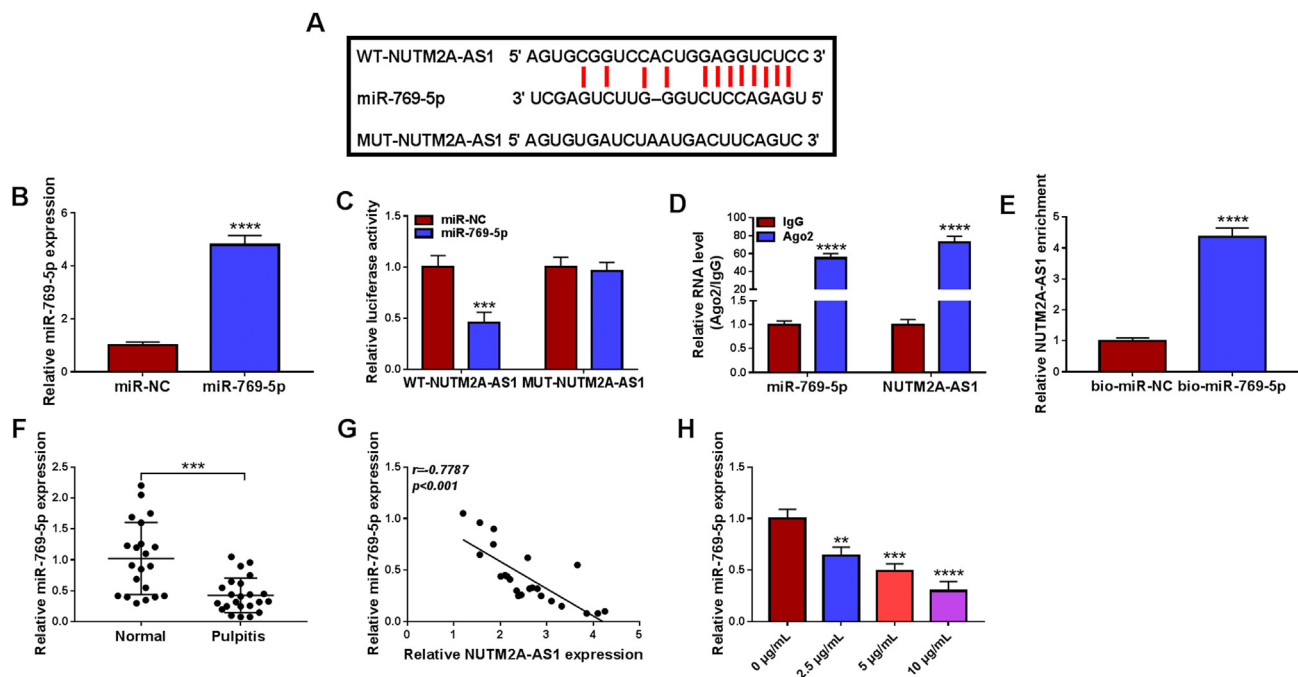 A
WT-NUTM2A-AS1 5' AGUGCGGUCCACUGGAGGUCUCC 3'
miR-769-5p 3' UCGAGUCUUG–GGUCUCCAGAGU 5'
MUT-NUTM2A-AS1 5' AGUGUGAUCUAAUGACUUCAGUC 3'
B
Relative miR-769-5p expression
8
6
4
2
0
****
miR-NC miR-769-5p
C
Relative luciferase activity
1.5
1.0
0.5
0.0
miR-NC
miR-769-5p
***
WT-NUTM2A-AS1 MUT-NUTM2A-AS1
D
Relative RNA level
(Ago2/IgG)
100
80
60
40
20
1.5
1.0
0.5
0.0
IgG
Ago2
****
****
miR-769-5p NUTM2A-AS1
E
Relative NUTM2A-AS1 enrichment
5
4
3
2
1
0
****
bio-miR-NC bio-miR-769-5p
F
Relative miR-769-5p expression
2.5
2.0
1.5
1.0
0.5
0.0
***
Normal Pulpitis
G
Relative miR-769-5p expression
1.5
1.0
0.5
0.0
r=-0.7787
p<0.001
0 1 2 3 4 5
Relative NUTM2A-AS1 expression
H
Relative miR-769-5p expression
1.5
1.0
0.5
0.0
**
***
****
0 μg/mL
2.5 μg/mL
5 μg/mL
10 μg/mL